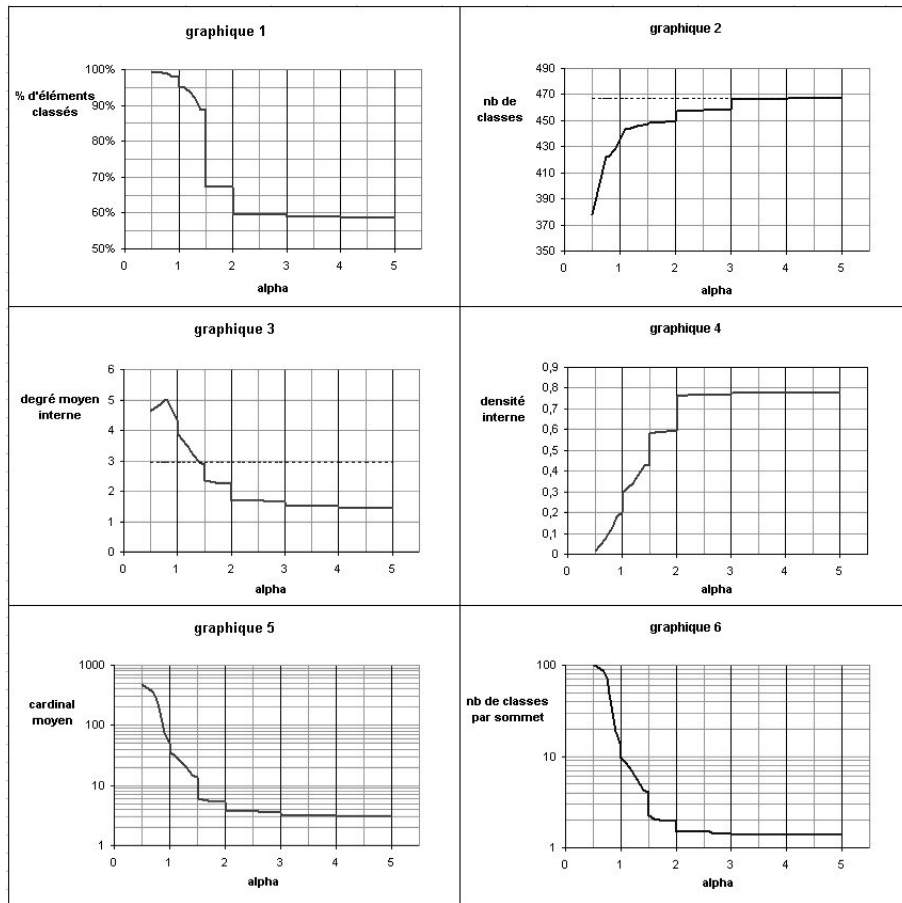 graphique 1
% d'éléments
classés
100%
90%
80%
70%
60%
50%
0 1 2 3 4 5
alpha
graphique 2
nb de
classes
490
470
450
430
410
390
370
350
0 1 2 3 4 5
alpha
graphique 3
degré moyen
interne
6
5
4
3
2
1
0
0 1 2 3 4 5
alpha
graphique 4
densité
interne
0,9
0,8
0,7
0,6
0,5
0,4
0,3
0,2
0,1
0
0 1 2 3 4 5
alpha
graphique 5
cardinal
moyen
1000
100
10
1
0 1 2 3 4 5
alpha
graphique 6
nb de classes
par sommet
100
10
1
0 1 2 3 4 5
alpha